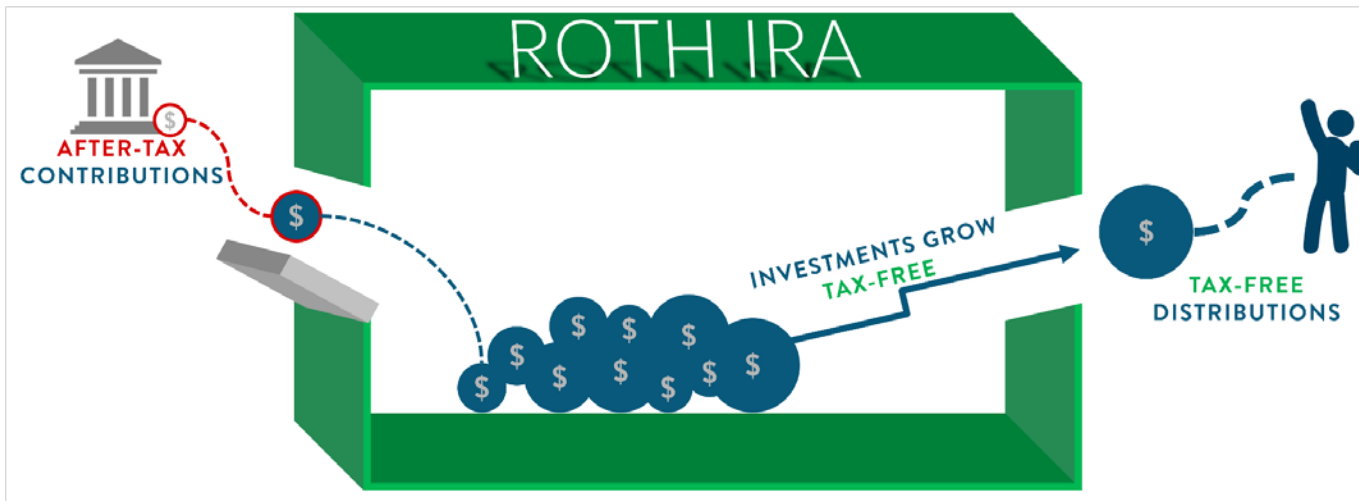 ROTH IRA
$
AFTER-TAX
CONTRIBUTIONS
$
INVESTMENTS GROW
TAX-FREE
$
TAX-FREE
DISTRIBUTIONS
$
$
$
$
$
$
$
$
$
$